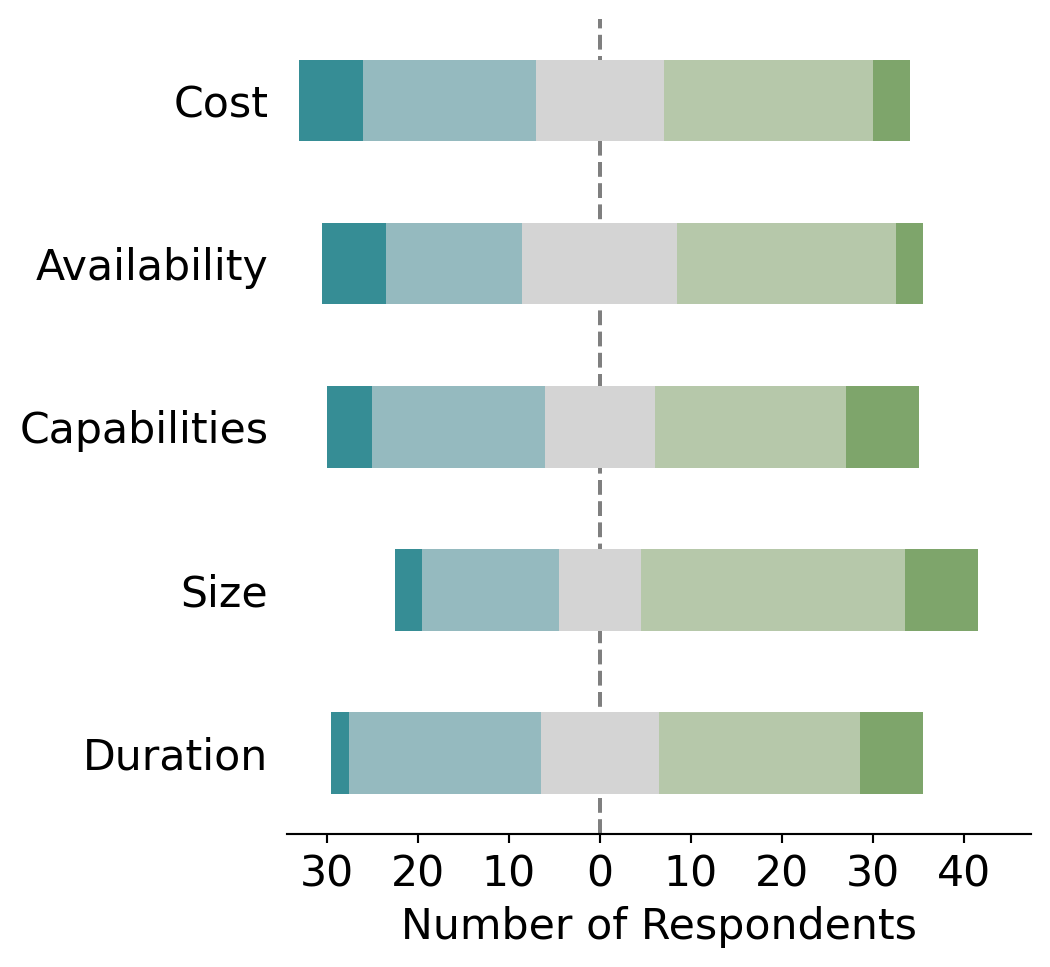 Cost
Availability
Capabilities
Size
Duration
30 20 10 0 10 20 30 40
Number of Respondents